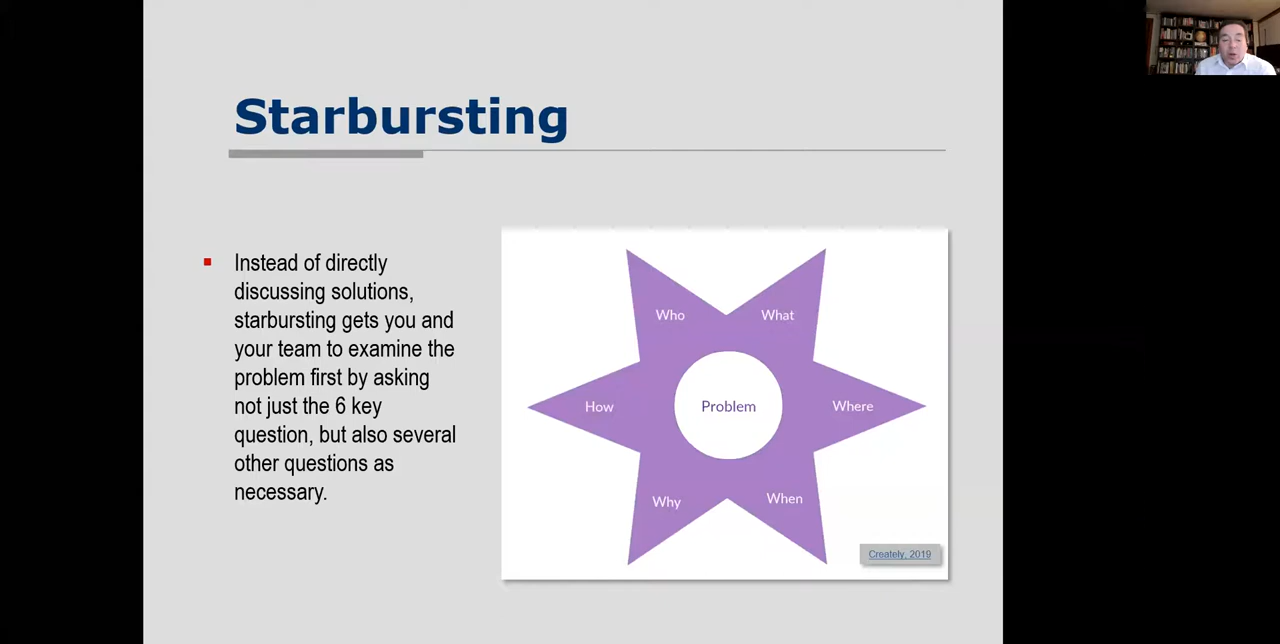 Starbursting
Instead of directly
discussing solutions,
starbursting gets you and
your team to examine the
problem first by asking
not just the 6 key
question, but also several
other questions as
necessary.
Who
What
How
Problem
Where
Why
When
Creately, 2019